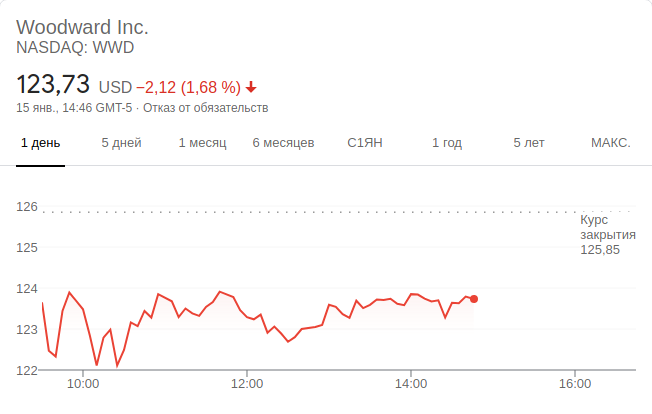 Woodward Inc.
NASDAQ: WWD
123,73 USD −2,12 (1,68 %)
15 янв., 14:46 GMT-5 · Отказ от обязательств
1 день 5 дней 1 месяц 6 месяцев С1ЯН 1 год 5 лет МАКС.
126
Курс
закрытия
125,85
125
124
123
122
10:00 12:00 14:00 16:00